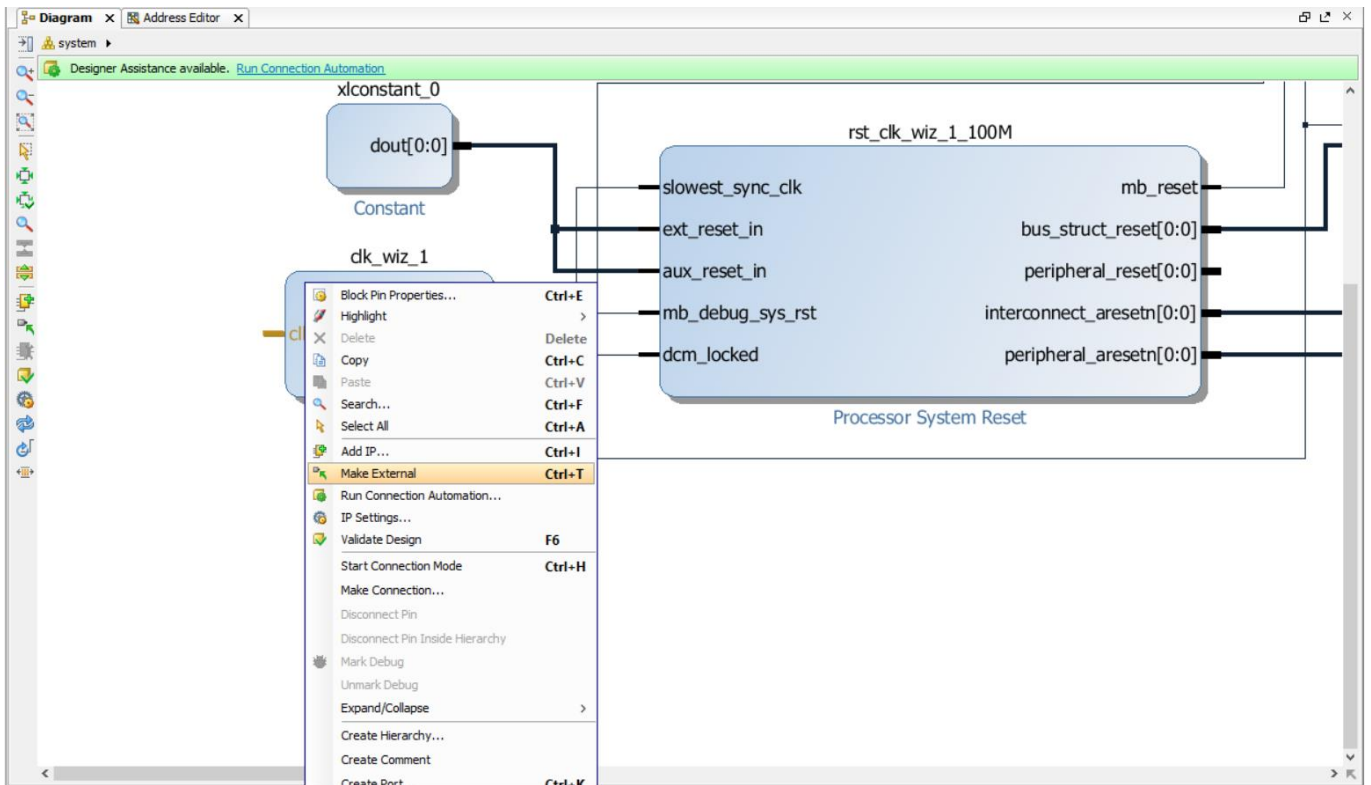 Diagram X Address Editor X
system
Designer Assistance available. Run Connection Automation
xlconstant_0
dout[0:0]
Constant
clk_wiz_1
rst_clk_wiz_1_100M
slowest_sync_clk mb_reset
ext_reset_in bus_struct_reset[0:0]
aux_reset_in peripheral_reset[0:0]
mb_debug_sys_rst interconnect_aresetn[0:0]
dcm_locked peripheral_aresetn[0:0]
Processor System Reset
Block Pin Properties... Ctrl+E
Highlight >
Delete Delete
Copy Ctrl+C
Paste Ctrl+V
Search... Ctrl+F
Select All Ctrl+A
Add IP... Ctrl+I
Make External Ctrl+T
Run Connection Automation...
IP Settings...
Validate Design F6
Start Connection Mode Ctrl+H
Make Connection...
Disconnect Pin
Disconnect Pin Inside Hierarchy
Mark Debug
Unmark Debug
Expand/Collapse >
Create Hierarchy...
Create Comment
Create Port... Ctrl+K